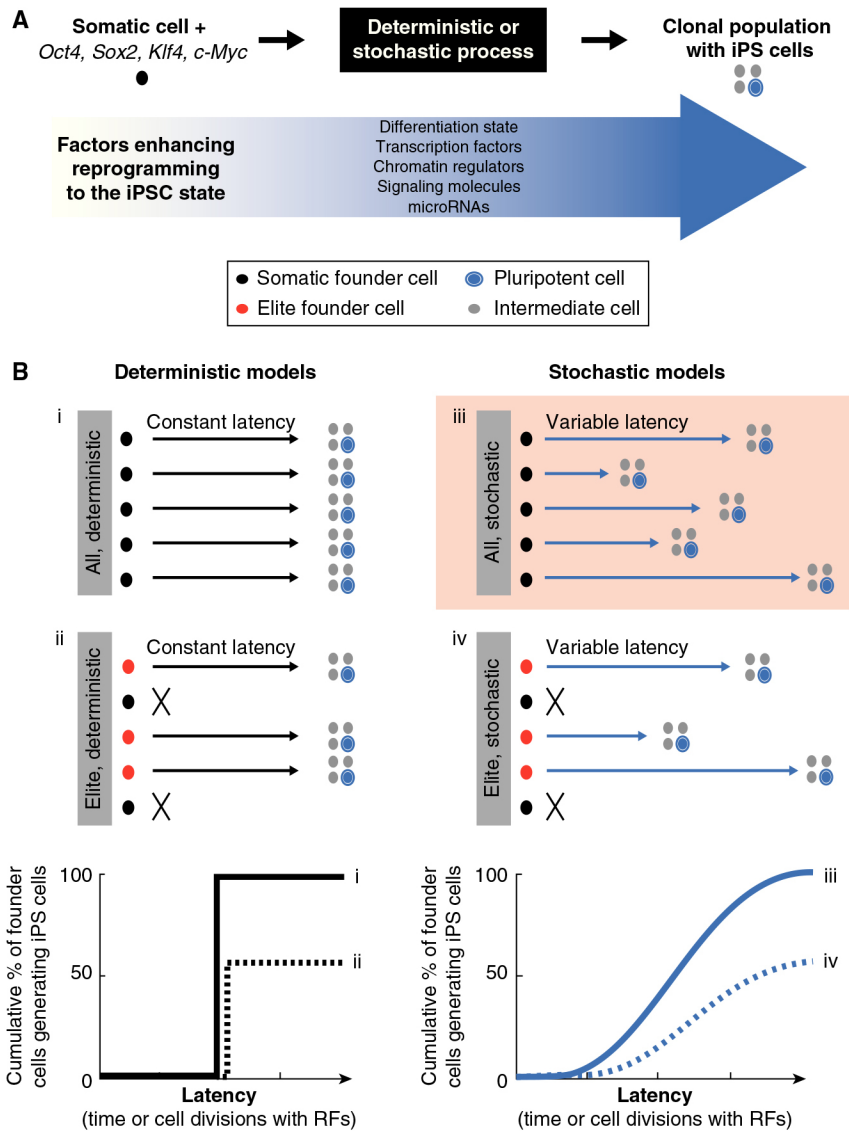 A
Somatic cell +
Oct4, Sox2, Klf4, c-Myc
Deterministic or
stochastic process
Clonal population
with iPS cells
Factors enhancing
reprogramming
to the iPSC state
Differentiation state
Transcription factors
Chromatin regulators
Signaling molecules
microRNAs
Somatic founder cell
Pluripotent cell
Elite founder cell
Intermediate cell
B
Deterministic models
Stochastic models
i
All, deterministic
Constant latency
iii
All, stochastic
Variable latency
ii
Elite, deterministic
Constant latency
iv
Elite, stochastic
Variable latency
Cumulative % of founder
cells generating iPS cells
100
50
0
i
ii
Latency
(time or cell divisions with RFs)
Cumulative % of founder
cells generating iPS cells
100
50
0
iii
iv
Latency
(time or cell divisions with RFs)